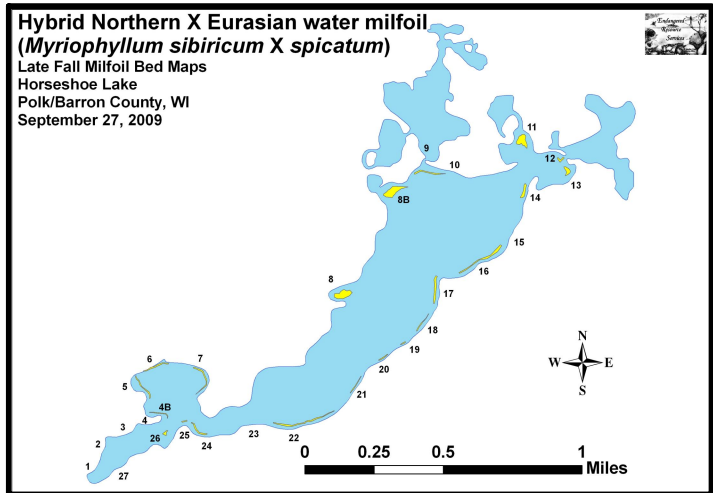 Hybrid Northern X Eurasian water milfoil
(Myriophyllum sibiricum X spicatum)
Late Fall Milfoil Bed Maps
Horseshoe Lake
Polk/Barron County, WI
September 27, 2009
Endangered
Resource
Services
11
9
12
10
13
8B
14
15
16
8
17
18
19
20
N
W E
S
6
7
5
21
4B
4
3
25
23
22
26
24
2
1
27
0 0.25 0.5 1
Miles